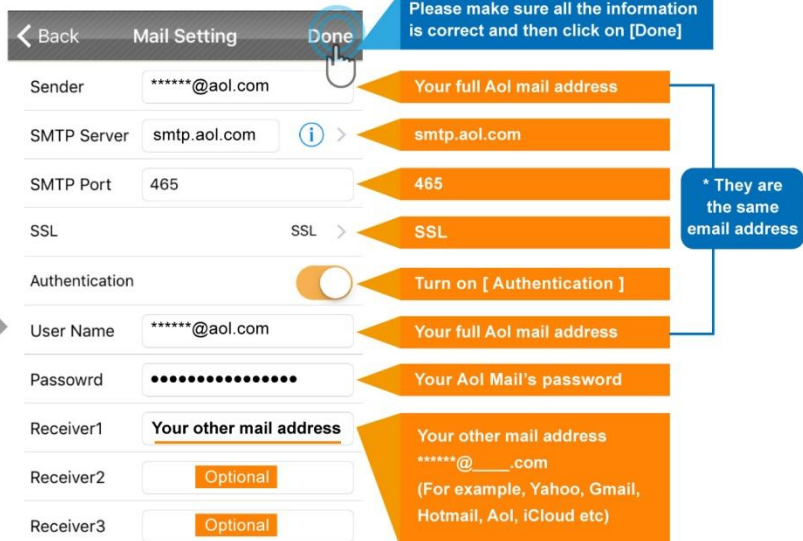 Back Mail Setting Done
Please make sure all the information
is correct and then click on [Done]
Sender ******@aol.com
Your full Aol mail address
SMTP Server smtp.aol.com i
smtp.aol.com
SMTP Port 465
465
SSL SSL
SSL
Authentication
Turn on [ Authentication ]
User Name ******@aol.com
Your full Aol mail address
* They are
the same
email address
Passowrd ●●●●●●●●●●●●●●●●
Your Aol Mail's password
Receiver1 Your other mail address
Your other mail address
******@____.com
(For example, Yahoo, Gmail,
Hotmail, Aol, iCloud etc)
Receiver2 Optional
Receiver3 Optional